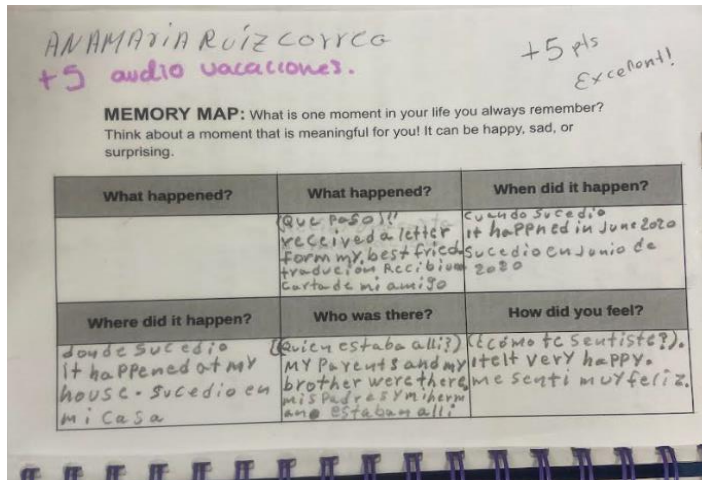 ANAMARIA RUIZ CORREA
+5 audio vacaciones.
+5 pts
Excellont!
MEMORY MAP: What is one moment in your life you always remember?
Think about a moment that is meaningful for you! It can be happy, sad, or
surprising.
What happened?
What happened?
When did it happen?
(Que paso)!!
received a letter
form my, best fried
traducion Recibi una
Carta de mi amigo
Cuando Sucedio
it happned in June 2020
Sucedio en Junio de
2020
Where did it happen?
Who was there?
How did you feel?
donde Sucedio
it happened at my
house. Sucedio en
mi Casa
(Quien estaba alli?)
MY Parents and my
brother were there
mis Padres y mi herm
ano estaban alli
(¿cómo te sentiste?).
itelt very happy.
me senti muy feliz.